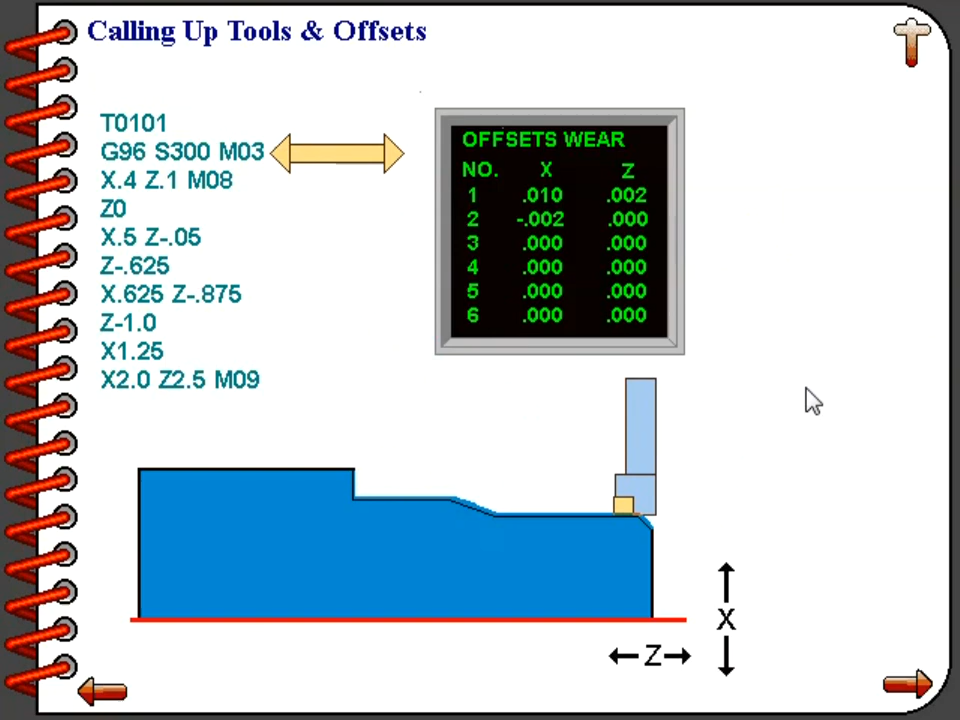 Calling Up Tools & Offsets
T0101
G96 S300 M03
X.4 Z.1 M08
Z0
X.5 Z-.05
Z-.625
X.625 Z-.875
Z-1.0
X1.25
X2.0 Z2.5 M09
OFFSETS WEAR
NO. X Z
1 .010 .002
2 -.002 .000
3 .000 .000
4 .000 .000
5 .000 .000
6 .000 .000
X
Z